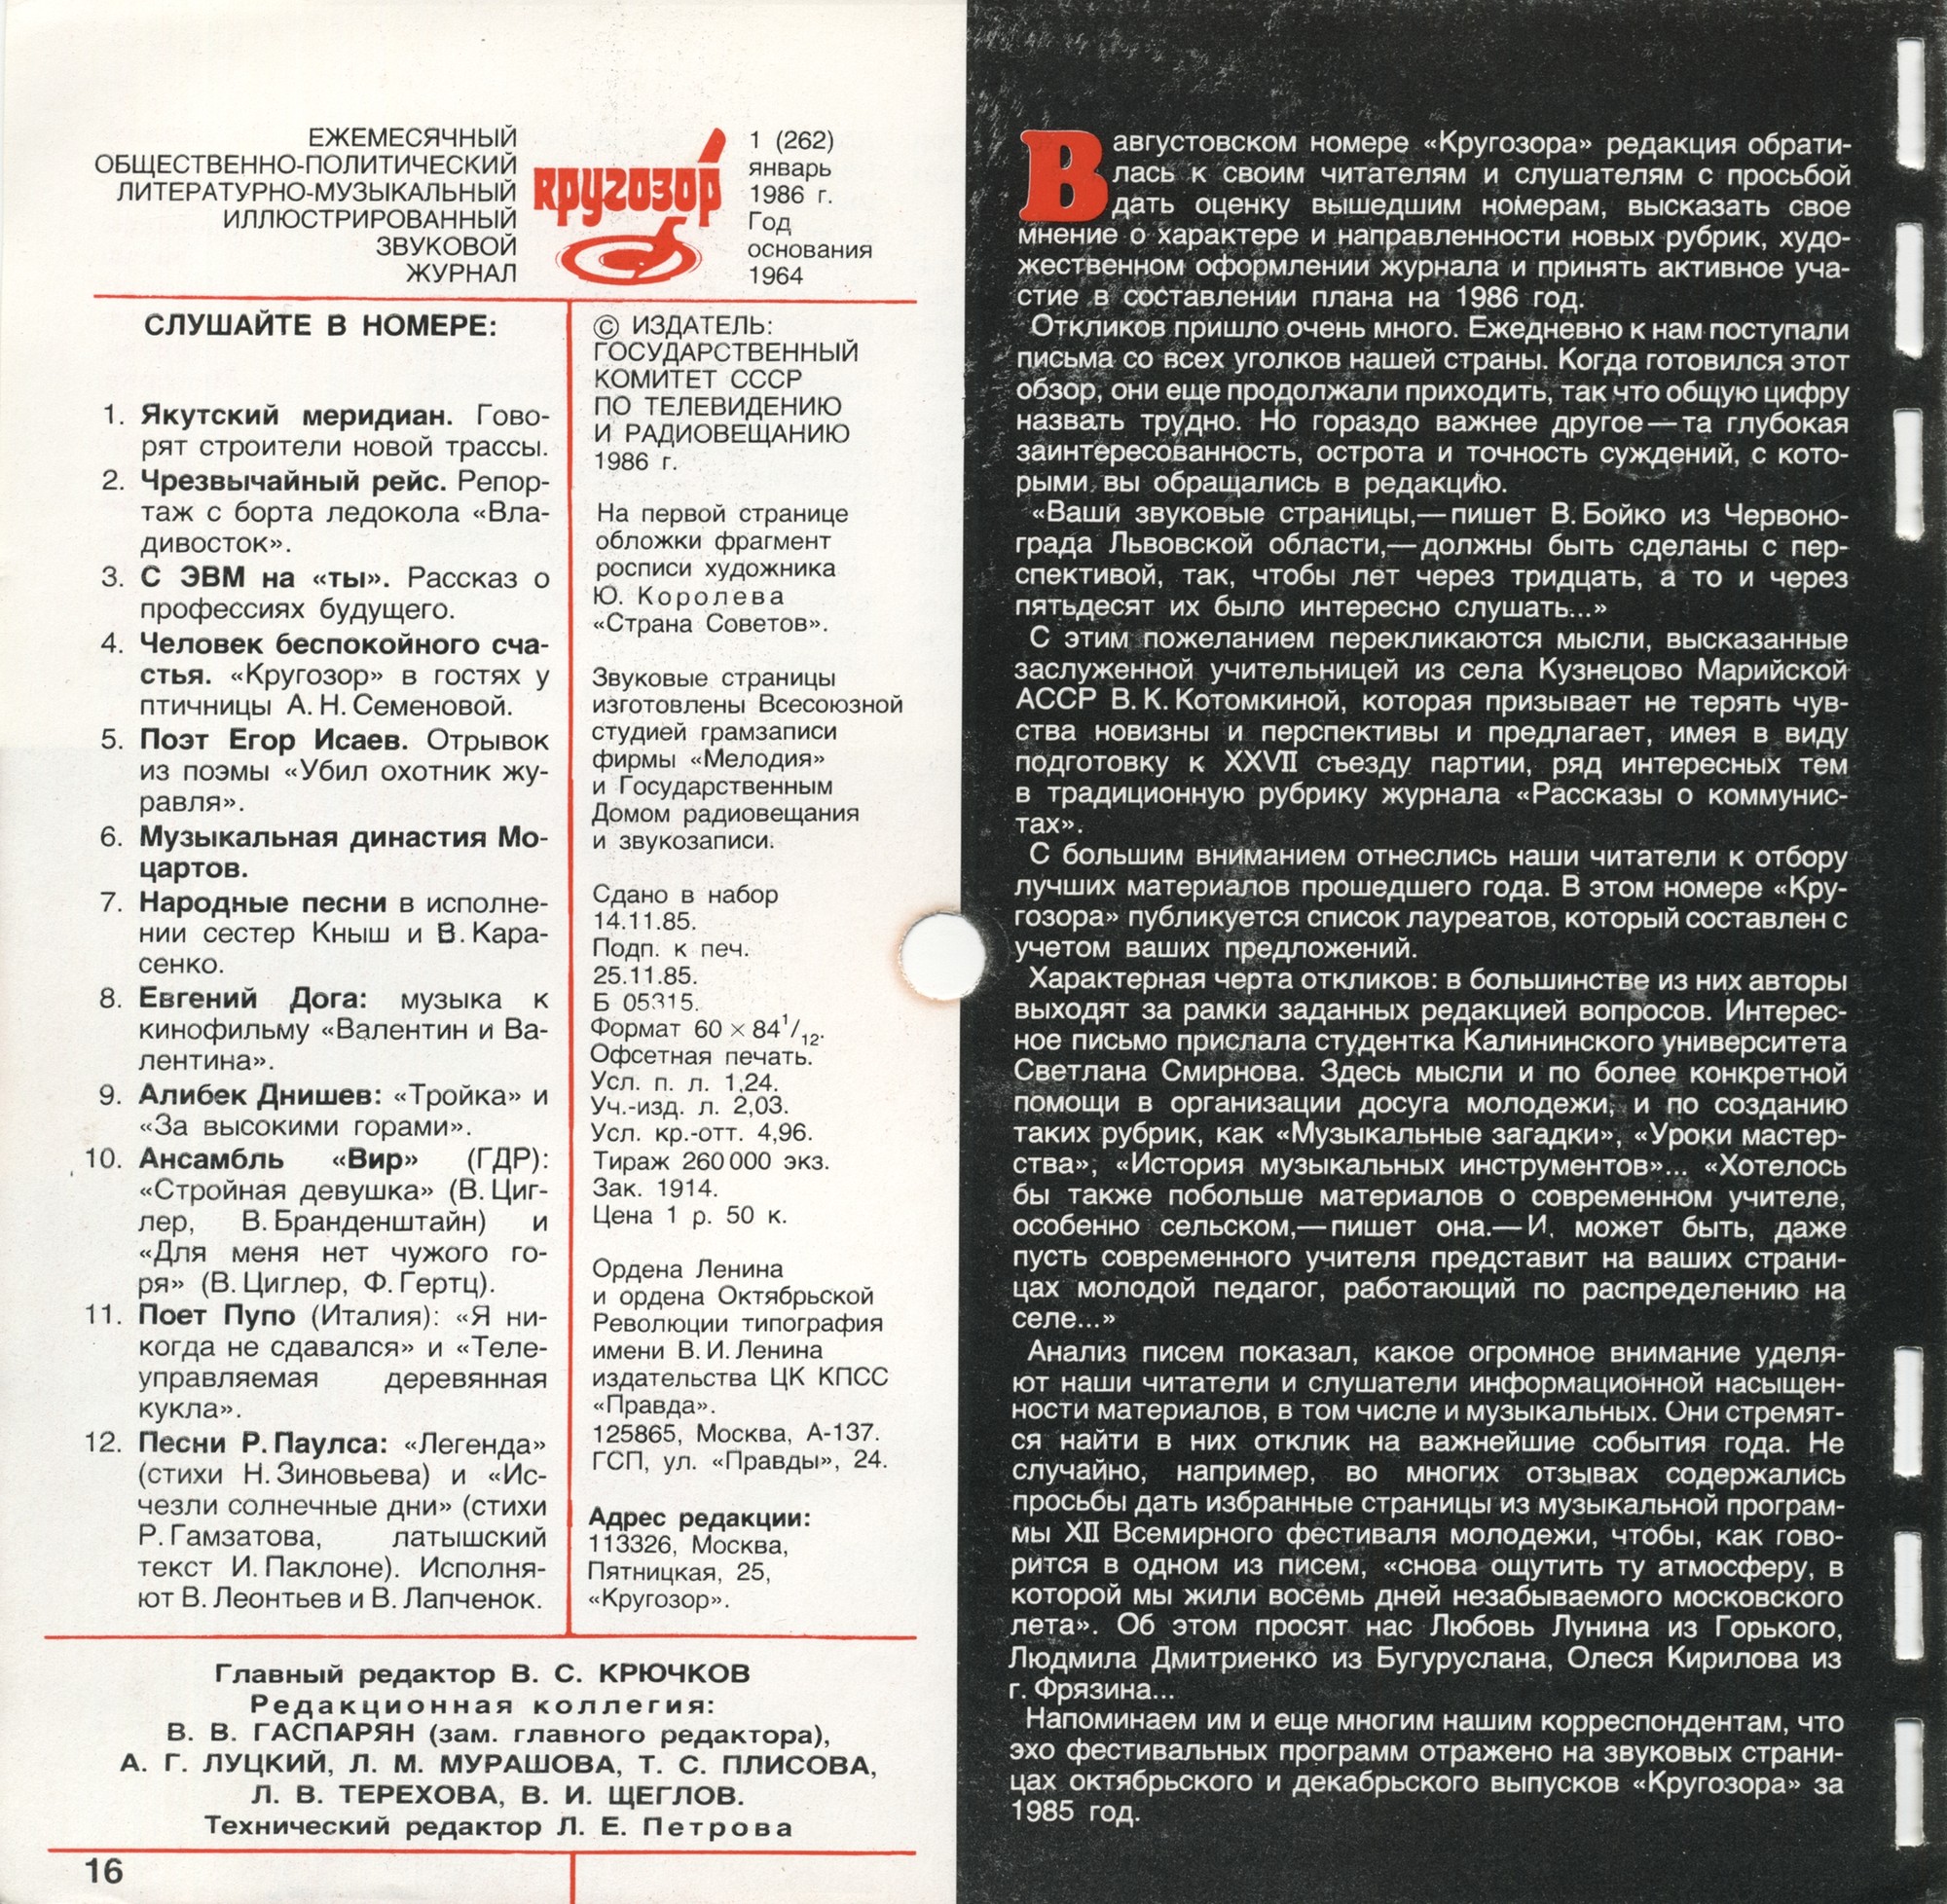 ЕЖЕМЕСЯЧНЫЙ
ОБЩЕСТВЕННО-ПОЛИТИЧЕСКИЙ
ЛИТЕРАТУРНО-МУЗЫКАЛЬНЫЙ
ИЛЛЮСТРИРОВАННЫЙ
ЗВУКОВОЙ
ЖУРНАЛ
кругозор
1 (262)
январь
1986 г.
Год
основания
1964
СЛУШАЙТЕ В НОМЕРЕ:
1. Якутский меридиан. Гово-
рят строители новой трассы.
2. Чрезвычайный рейс. Репор-
таж с борта ледокола «Вла-
дивосток».
3. С ЭВМ на «ты». Рассказ о
профессиях будущего.
4. Человек беспокойного сча-
стья. «Кругозор» в гостях у
птичницы А. Н. Семеновой.
5. Поэт Егор Исаев. Отрывок
из поэмы «Убил охотник жу-
равля».
6. Музыкальная династия Мо-
цартов.
7. Народные песни в исполне-
нии сестер Кныш и В. Кара-
сенко.
8. Евгений Дога: музыка к
кинофильму «Валентин и Ва-
лентина».
9. Алибек Днишев: «Тройка» и
«За высокими горами».
10. Ансамбль «Вир» (ГДР):
«Стройная девушка» (В. Циг-
лер, В. Бранденштайн) и
«Для меня нет чужого го-
ря» (В. Циглер, Ф. Гертц).
11. Поет Пупо (Италия): «Я ни-
когда не сдавался» и «Теле-
управляемая деревянная
кукла».
12. Песни Р. Паулса: «Легенда»
(стихи Н. Зиновьева) и «Ис-
чезли солнечные дни» (стихи
Р. Гамзатова, латышский
текст И. Паклоне). Исполня-
ют В. Леонтьев и В. Лапченок.
© ИЗДАТЕЛЬ:
ГОСУДАРСТВЕННЫЙ
КОМИТЕТ СССР
ПО ТЕЛЕВИДЕНИЮ
И РАДИОВЕЩАНИЮ
1986 г.
На первой странице
обложки фрагмент
росписи художника
Ю. Королева
«Страна Советов».
Звуковые страницы
изготовлены Всесоюзной
студией грамзаписи
фирмы «Мелодия»
и Государственным
Домом радиовещания
и звукозаписи.
Сдано в набор
14.11.85.
Подп. к печ.
25.11.85.
Б 05315.
Формат 60 × 84 1/12.
Офсетная печать.
Усл. п. л. 1,24.
Уч.-изд. л. 2,03.
Усл. кр.-отт. 4,96.
Тираж 260 000 экз.
Зак. 1914.
Цена 1 р. 50 к.
Ордена Ленина
и ордена Октябрьской
Революции типография
имени В. И. Ленина
издательства ЦК КПСС
«Правда».
125865, Москва, А-137.
ГСП, ул. «Правды», 24.
Адрес редакции:
113326, Москва,
Пятницкая, 25,
«Кругозор».
Главный редактор В. С. КРЮЧКОВ
Редакционная коллегия:
В. В. ГАСПАРЯН (зам. главного редактора),
А. Г. ЛУЦКИЙ, Л. М. МУРАШОВА, Т. С. ПЛИСОВА,
Л. В. ТЕРЕХОВА, В. И. ЩЕГЛОВ.
Технический редактор Л. Е. Петрова
16
В августовском номере «Кругозора» редакция обрати-
лась к своим читателям и слушателям с просьбой
дать оценку вышедшим номерам, высказать свое
мнение о характере и направленности новых рубрик, худо-
жественном оформлении журнала и принять активное уча-
стие в составлении плана на 1986 год.
Откликов пришло очень много. Ежедневно к нам поступали
письма со всех уголков нашей страны. Когда готовился этот
обзор, они еще продолжали приходить, так что общую цифру
назвать трудно. Но гораздо важнее другое — та глубокая
заинтересованность, острота и точность суждений, с кото-
рыми вы обращались в редакцию.
«Ваши звуковые страницы, — пишет В. Бойко из Червоно-
града Львовской области, — должны быть сделаны с пер-
спективой, так, чтобы лет через тридцать, а то и через
пятьдесят их было интересно слушать...»
С этим пожеланием перекликаются мысли, высказанные
заслуженной учительницей из села Кузнецово Марийской
АССР В. К. Котомкиной, которая призывает не терять чув-
ства новизны и перспективы и предлагает, имея в виду
подготовку к XXVII съезду партии, ряд интересных тем
в традиционную рубрику журнала «Рассказы о коммунис-
тах».
С большим вниманием отнеслись наши читатели к отбору
лучших материалов прошедшего года. В этом номере «Кру-
гозора» публикуется список лауреатов, который составлен с
учетом ваших предложений.
Характерная черта откликов: в большинстве из них авторы
выходят за рамки заданных редакцией вопросов. Интерес-
ное письмо прислала студентка Калининского университета
Светлана Смирнова. Здесь мысли и по более конкретной
помощи в организации досуга молодежи, и по созданию
таких рубрик, как «Музыкальные загадки», «Уроки мастер-
ства», «История музыкальных инструментов»... «Хотелось
бы также побольше материалов о современном учителе,
особенно сельском, — пишет она. — И, может быть, даже
пусть современного учителя представит на ваших страни-
цах молодой педагог, работающий по распределению на
селе...»
Анализ писем показал, какое огромное внимание уделя-
ют наши читатели и слушатели информационной насыщен-
ности материалов, в том числе и музыкальных. Они стремят-
ся найти в них отклик на важнейшие события года. Не
случайно, например, во многих отзывах содержались
просьбы дать избранные страницы из музыкальной програм-
мы XII Всемирного фестиваля молодежи, чтобы, как гово-
рится в одном из писем, «снова ощутить ту атмосферу, в
которой мы жили восемь дней незабываемого московского
лета». Об этом просят нас Любовь Лунина из Горького,
Людмила Дмитриенко из Бугуруслана, Олеся Кирилова из
г. Фрязина...
Напоминаем им и еще многим нашим корреспондентам, что
эхо фестивальных программ отражено на звуковых страни-
цах октябрьского и декабрьского выпусков «Кругозора» за
1985 год.